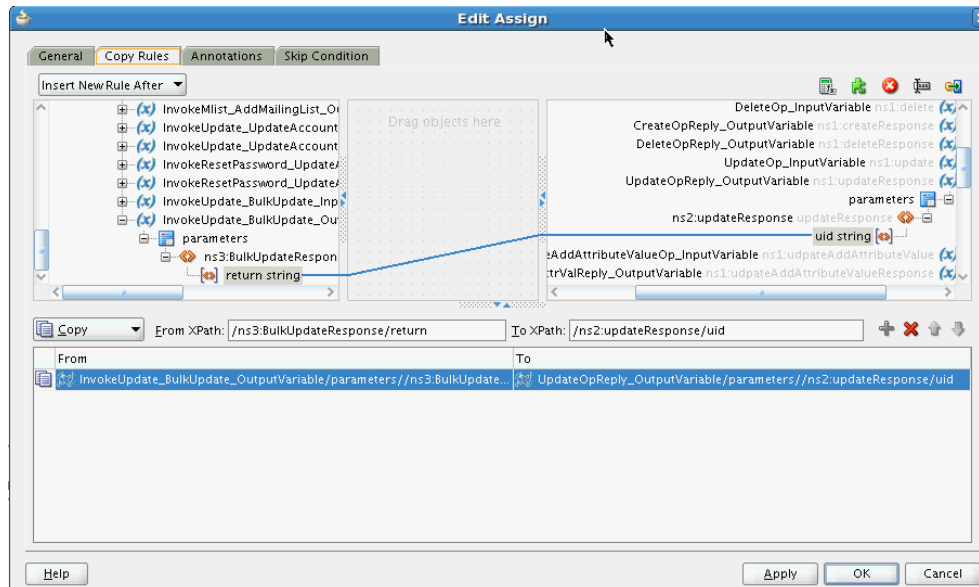 Edit Assign
General Copy Rules Annotations Skip Condition
Insert New Rule After
InvokeMlist_AddMailingList_O
InvokeUpdate_UpdateAccount
InvokeUpdate_UpdateAccount
InvokeResetPassword_Update
InvokeResetPassword_Update
InvokeUpdate_BulkUpdate_Inp
InvokeUpdate_BulkUpdate_Ou
parameters
ns3:BulkUpdateRespon
return string
Drag objects here
DeleteOp_InputVariable ns1:delete
CreateOpReply_OutputVariable ns1:createResponse
DeleteOpReply_OutputVariable ns1:deleteResponse
UpdateOp_InputVariable ns1:update
UpdateOpReply_OutputVariable ns1:updateResponse
parameters
ns2:updateResponse updateResponse
uid string
eAddAttributeValueOp_InputVariable ns1:udpateAddAttributeValue
ttrValReply_OutputVariable ns1:udpateAddAttributeValueResponse
Copy From XPath: /ns3:BulkUpdateResponse/return To XPath: /ns2:updateResponse/uid
From To
InvokeUpdate_BulkUpdate_OutputVariable/parameters//ns3:BulkUpdate... UpdateOpReply_OutputVariable/parameters//ns2:updateResponse/uid
Help Apply OK Cancel